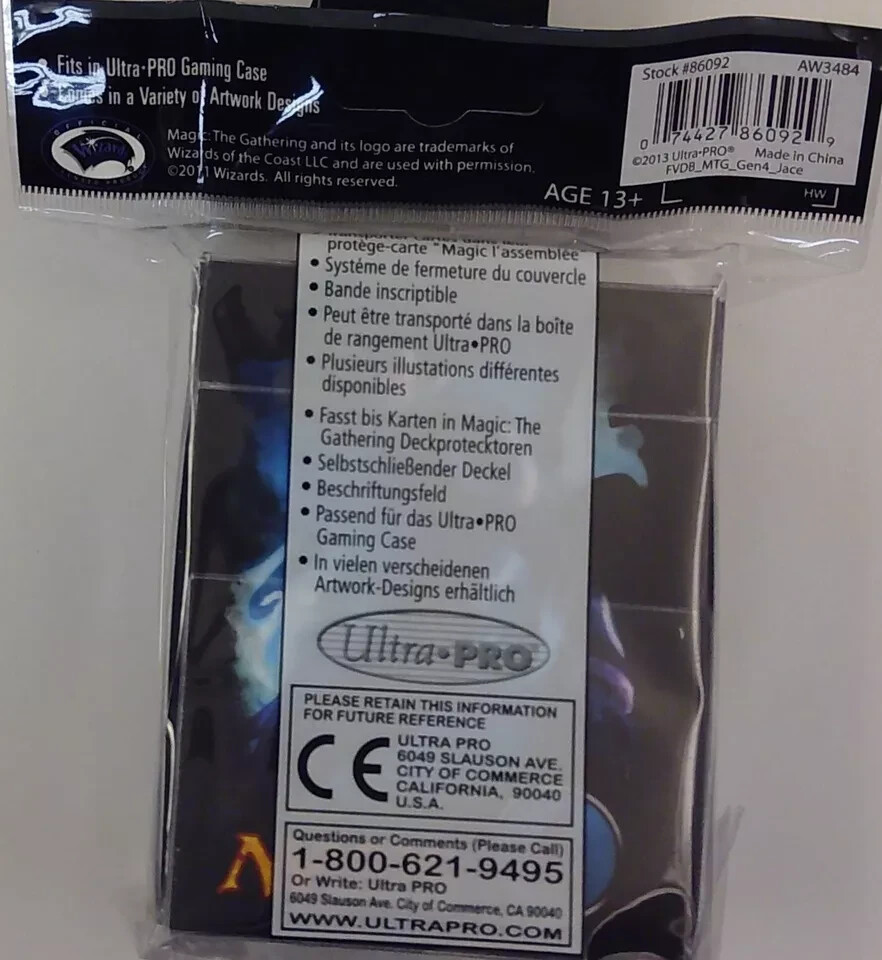 Fits in Ultra•PRO Gaming Case
in a Variety of Artwork Designs
OFFICIAL
Wizards
Magic: The Gathering and its logo are trademarks of
Wizards of the Coast LLC and are used with permission.
©2011 Wizards. All rights reserved.
AGE 13+
Stock #86092 AW3484
0 74427 86092 9
©2013 Ultra•PRO® Made in China
FVDB_MTG_Gen4_Jace
HW
protège-carte "Magic l'assemblée
• Systéme de fermeture du couvercle
• Bande inscriptible
• Peut être transporté dans la boîte
de rangement Ultra•PRO
• Plusieurs illustations différentes
disponibles
• Fasst bis Karten in Magic: The
Gathering Deckprotecktoren
• Selbstschließender Deckel
• Beschriftungsfeld
• Passend für das Ultra•PRO
Gaming Case
• In vielen verscheidenen
Artwork-Designs erhältlich
Ultra•PRO
PLEASE RETAIN THIS INFORMATION
FOR FUTURE REFERENCE
CE
ULTRA PRO
6049 SLAUSON AVE.
CITY OF COMMERCE
CALIFORNIA, 90040
U.S.A.
Questions or Comments (Please Call)
1-800-621-9495
Or Write: Ultra PRO
6049 Slauson Ave. City of Commerce, CA 90040
WWW.ULTRAPRO.COM